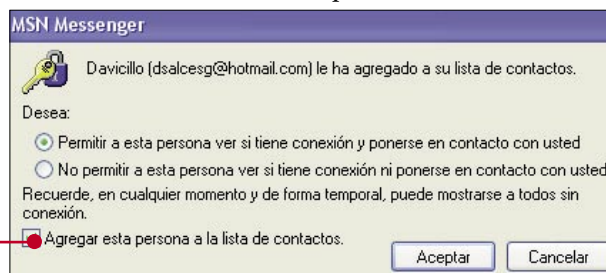 MSN Messenger
Davicillo (dsalcesg@hotmail.com) le ha agregado a su lista de contactos.
Desea:
Permitir a esta persona ver si tiene conexión y ponerse en contacto con usted
No permitir a esta persona ver si tiene conexión ni ponerse en contacto con usted
Recuerde, en cualquier momento y de forma temporal, puede mostrarse a todos sin
conexión.
Agregar esta persona a la lista de contactos.
Aceptar Cancelar